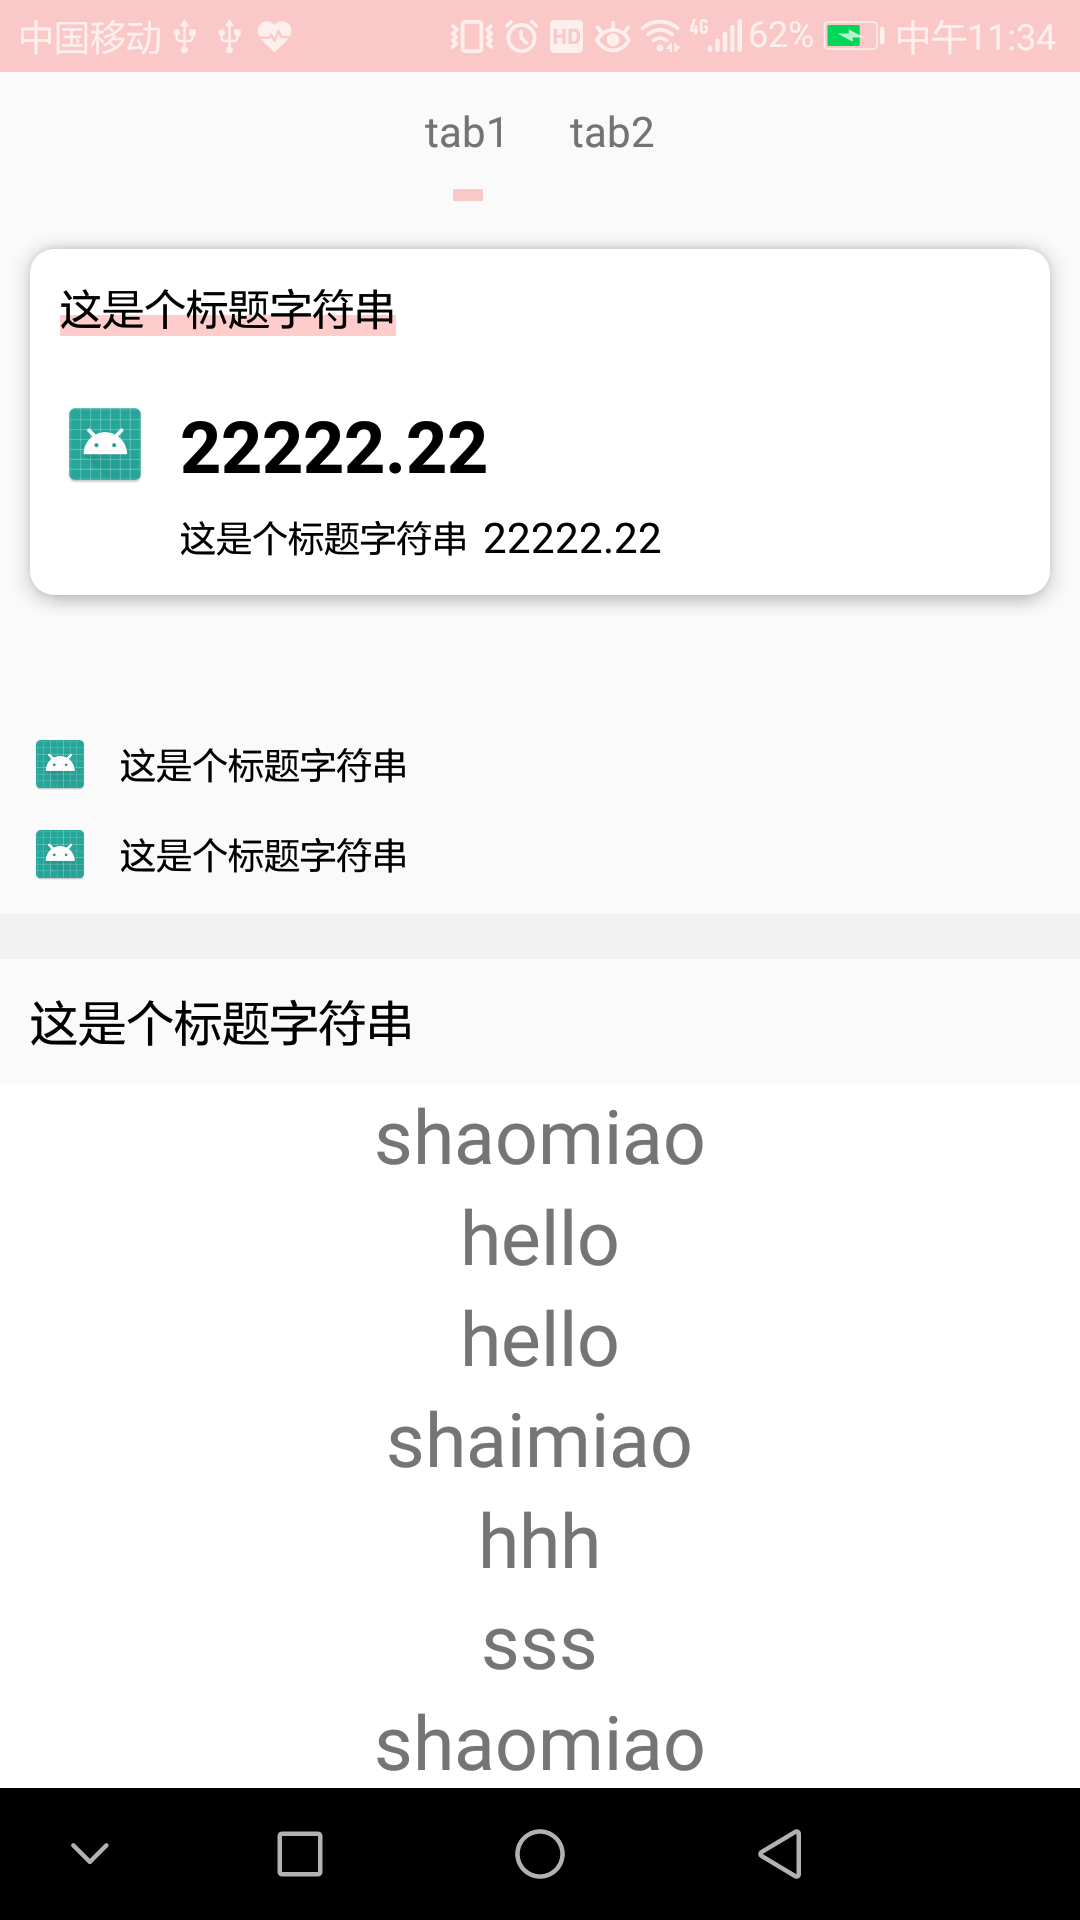 中国移动 HD 4G 62% 中午11:34
tab1 tab2
这是个标题字符串
22222.22
这是个标题字符串 22222.22
这是个标题字符串
这是个标题字符串
这是个标题字符串
shaomiao
hello
hello
shaimiao
hhh
sss
shaomiao